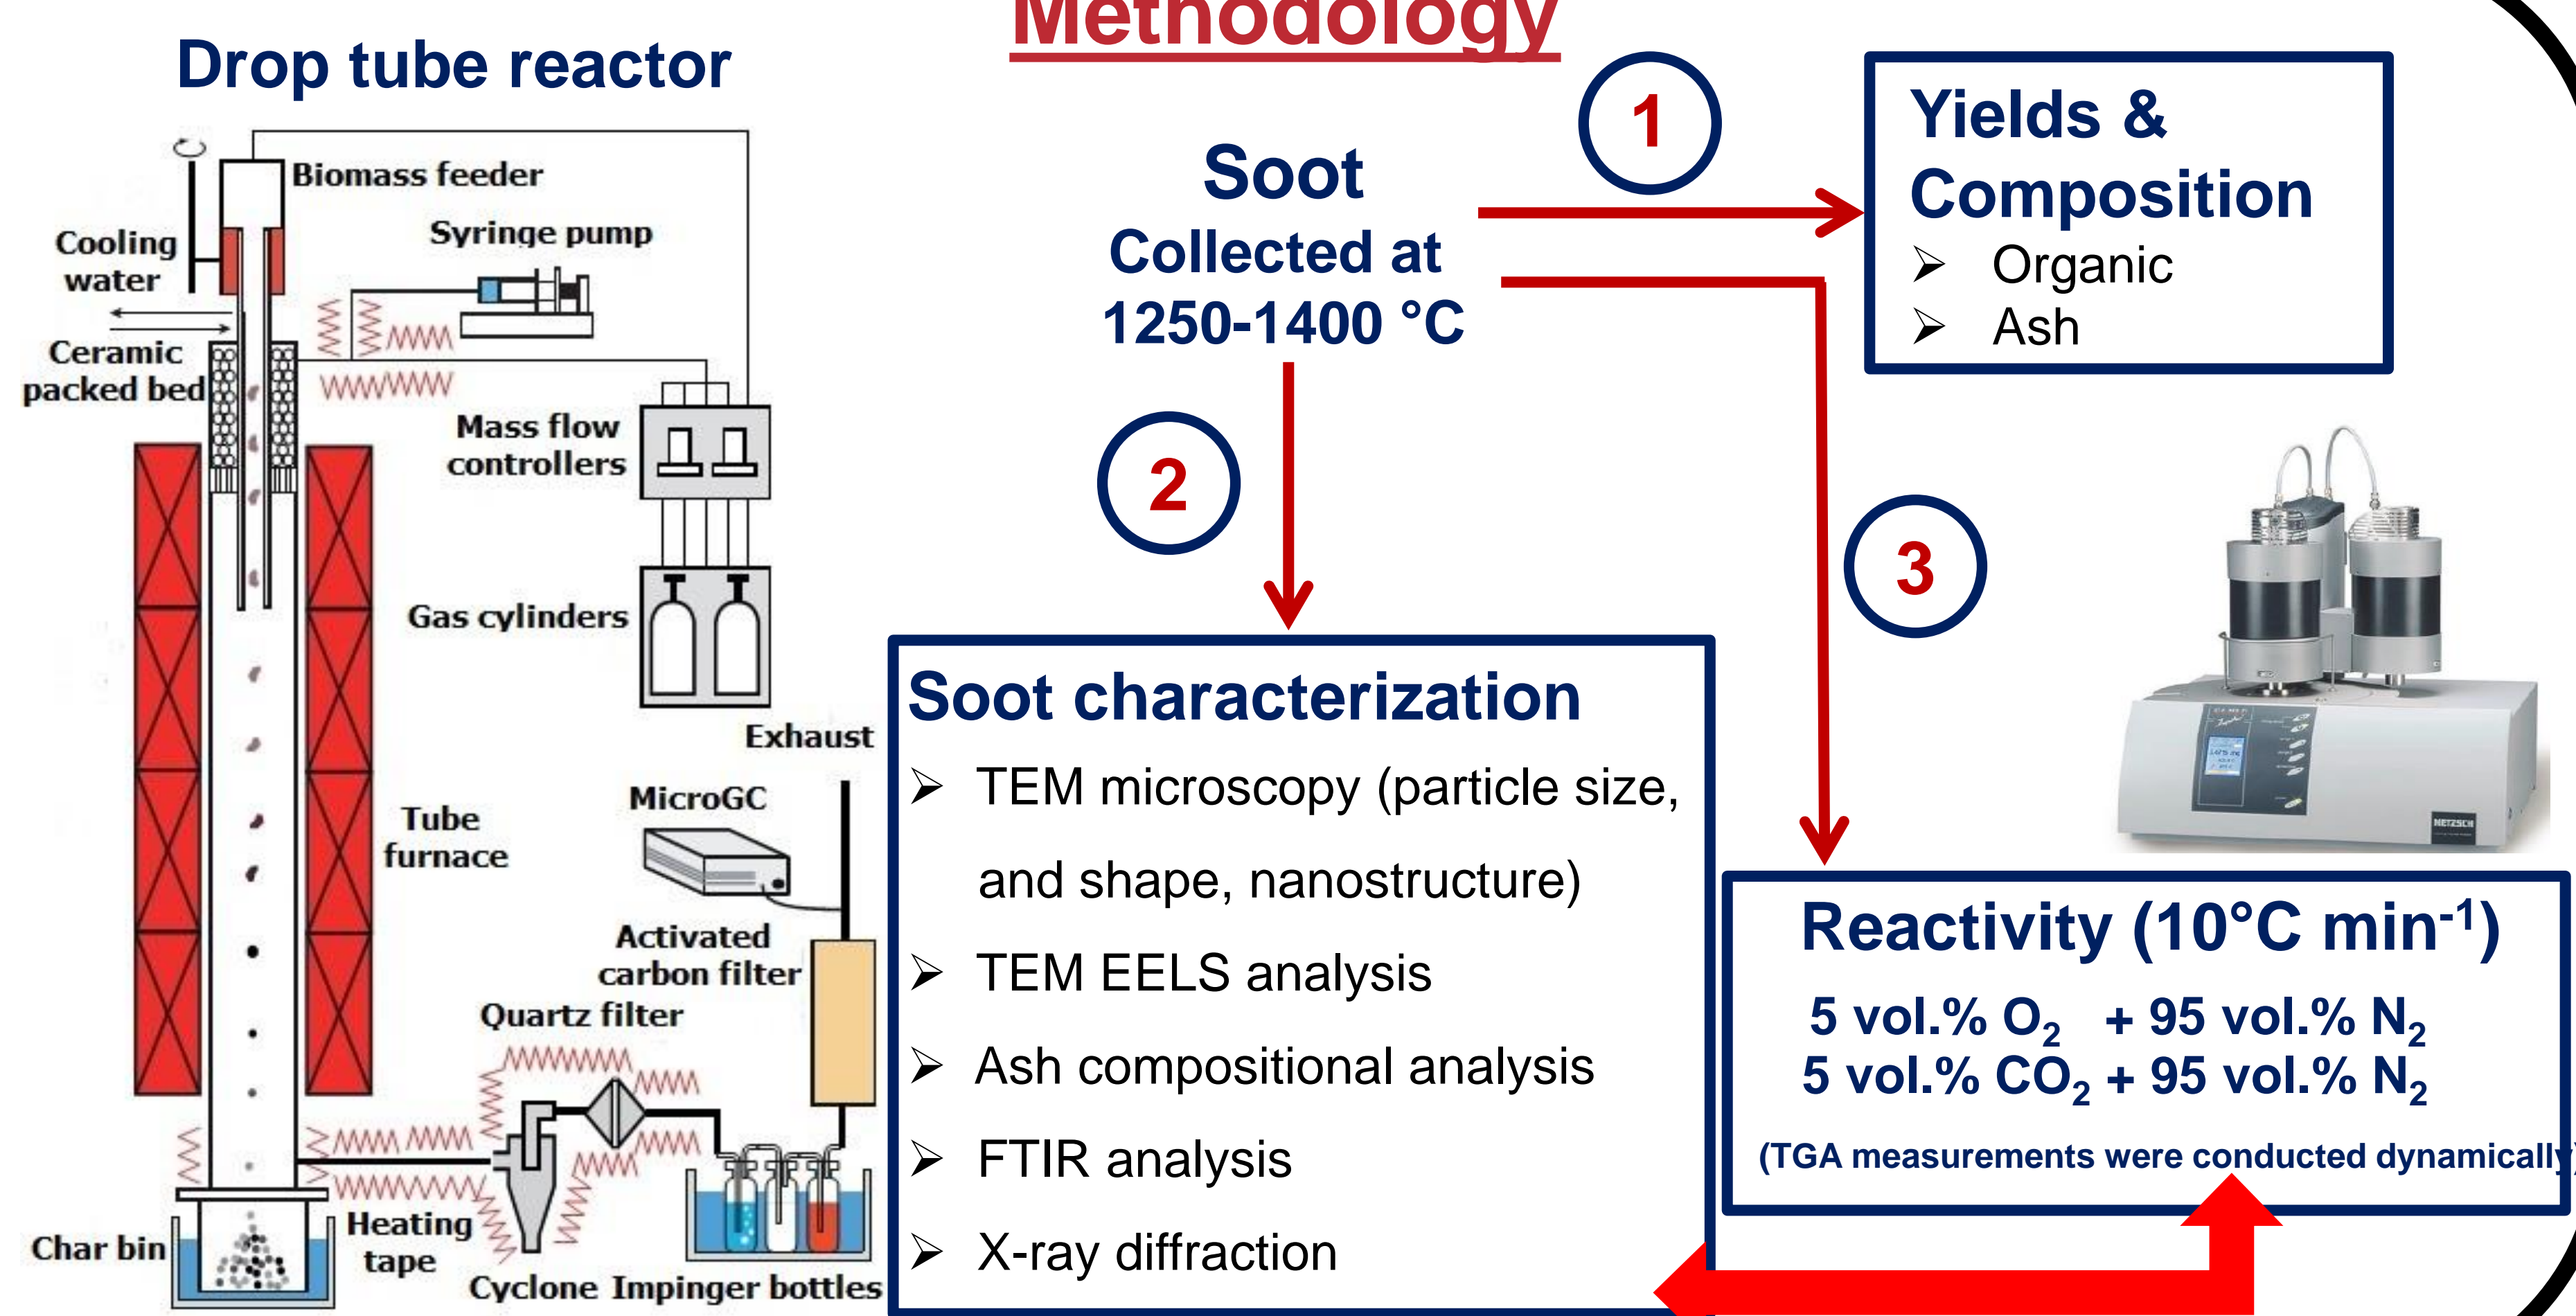 Methodology
Drop tube reactor
Biomass feeder
Cooling
water
Syringe pump
Ceramic
packed bed
Mass flow
controllers
Gas cylinders
Exhaust
MicroGC
Tube
furnace
Activated
carbon filter
Quartz filter
Heating
tape
Char bin
Cyclone
Impinger bottles
Soot
Collected at
1250-1400 °C
1
Yields &
Composition
➢ Organic
➢ Ash
2
Soot characterization
➢ TEM microscopy (particle size,
and shape, nanostructure)
➢ TEM EELS analysis
➢ Ash compositional analysis
➢ FTIR analysis
➢ X-ray diffraction
3
NETZSCH
Reactivity (10°C min⁻¹)
5 vol.% O₂ + 95 vol.% N₂
5 vol.% CO₂ + 95 vol.% N₂
(TGA measurements were conducted dynamically)